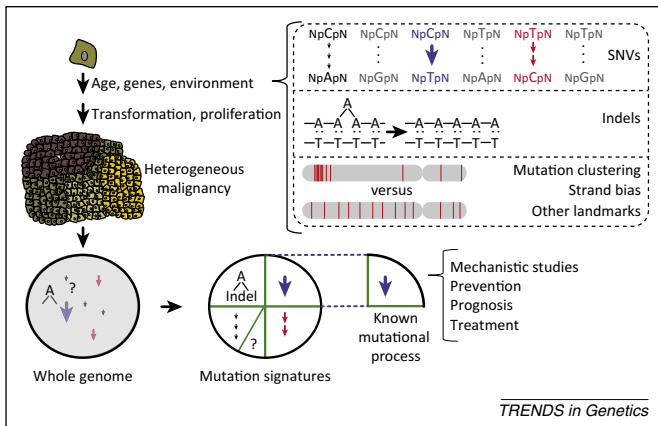 NpCpN NpCpN NpCpN NpTpN NpTpN NpTpN
NpApN NpGpN NpTpN NpApN NpCpN NpGpN
SNVs
Age, genes, environment
Transformation, proliferation
Heterogeneous
malignancy
A
A A A A A A A A A
T T T T T T T T T
Indels
Mutation clustering
versus
Strand bias
Other landmarks
A ?
Whole genome
A
Indel
?
Mutation signatures
Known
mutational
process
Mechanistic studies
Prevention
Prognosis
Treatment
TRENDS in Genetics